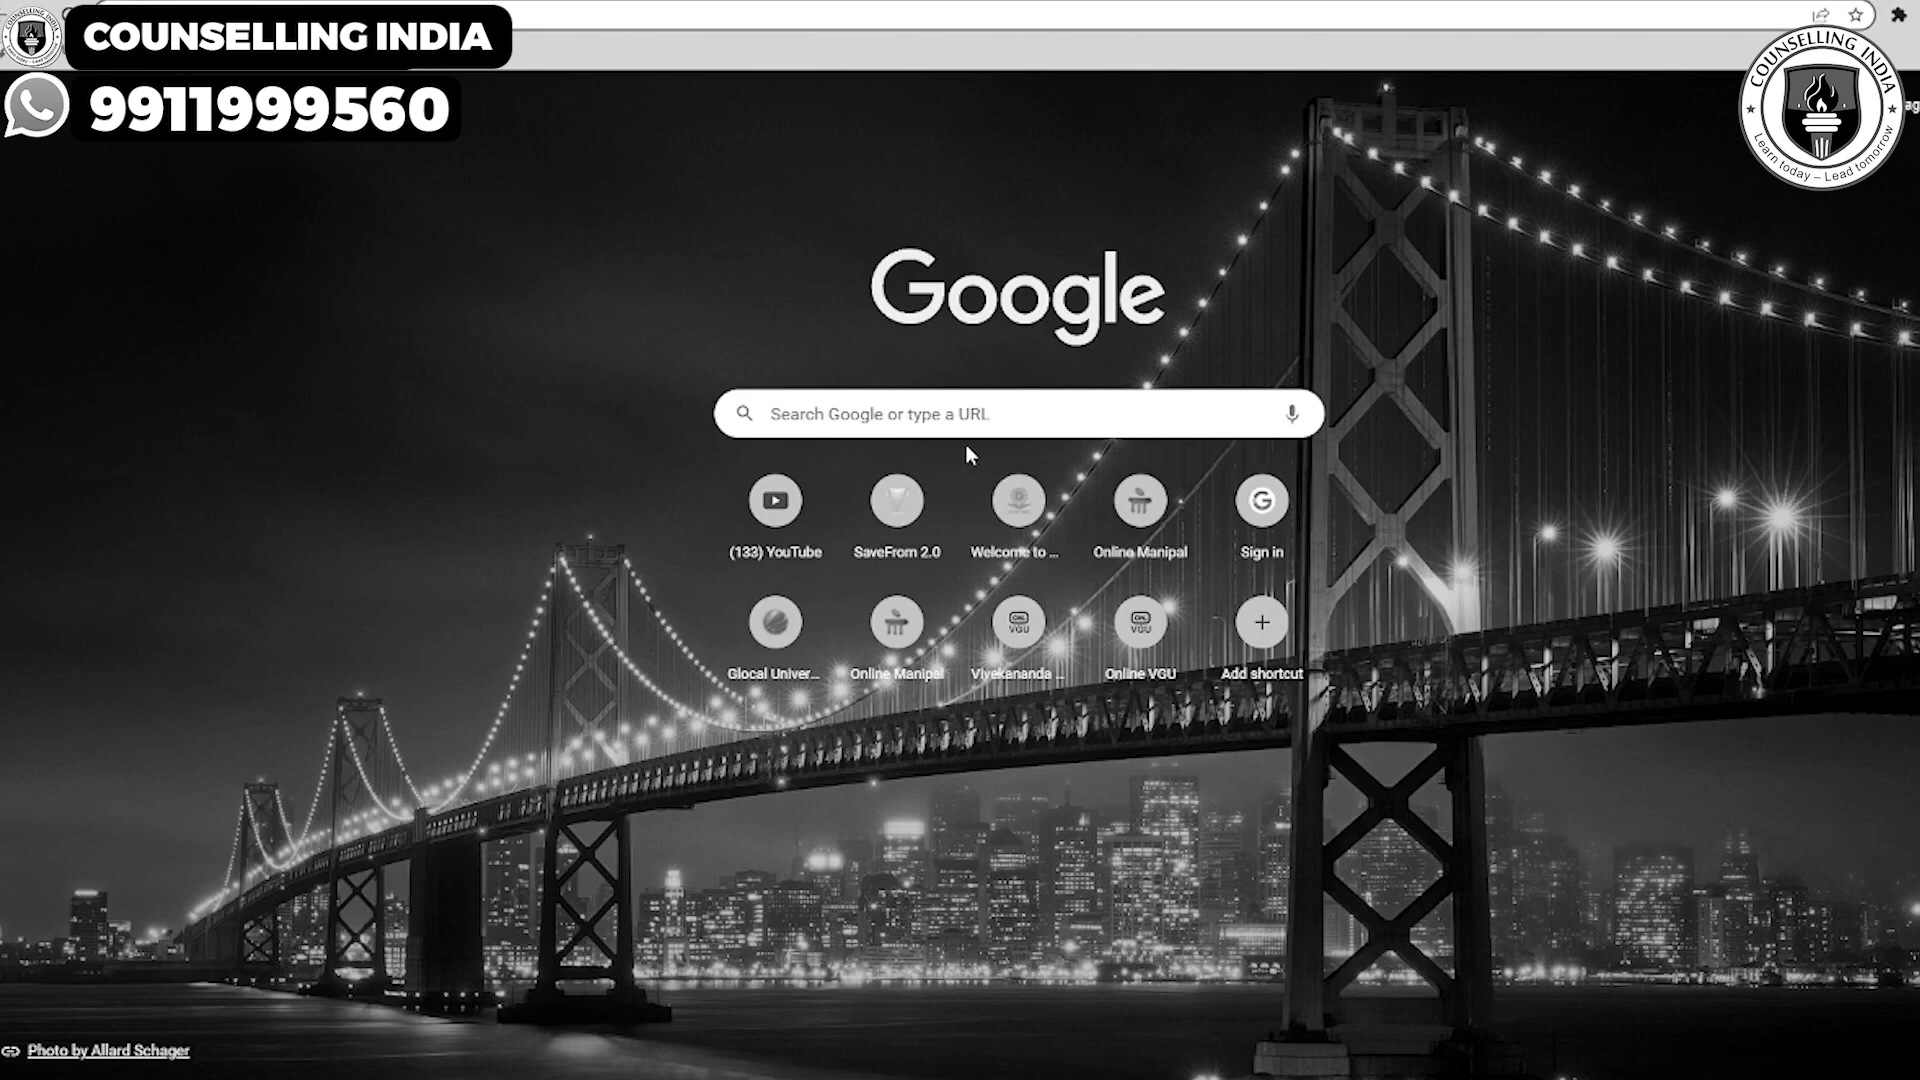 COUNSELLING INDIA
9911999560
COUNSELLING INDIA
Learn today – Lead tomorrow
Google
Search Google or type a URL
(133) YouTube
SaveFrom 2.0
Welcome to ...
Online Manipal
Sign in
Glocal Univer...
Online Manipal
VGU
Vivekananda ...
VGU
Online VGU
Add shortcut
Photo by Allard Schager